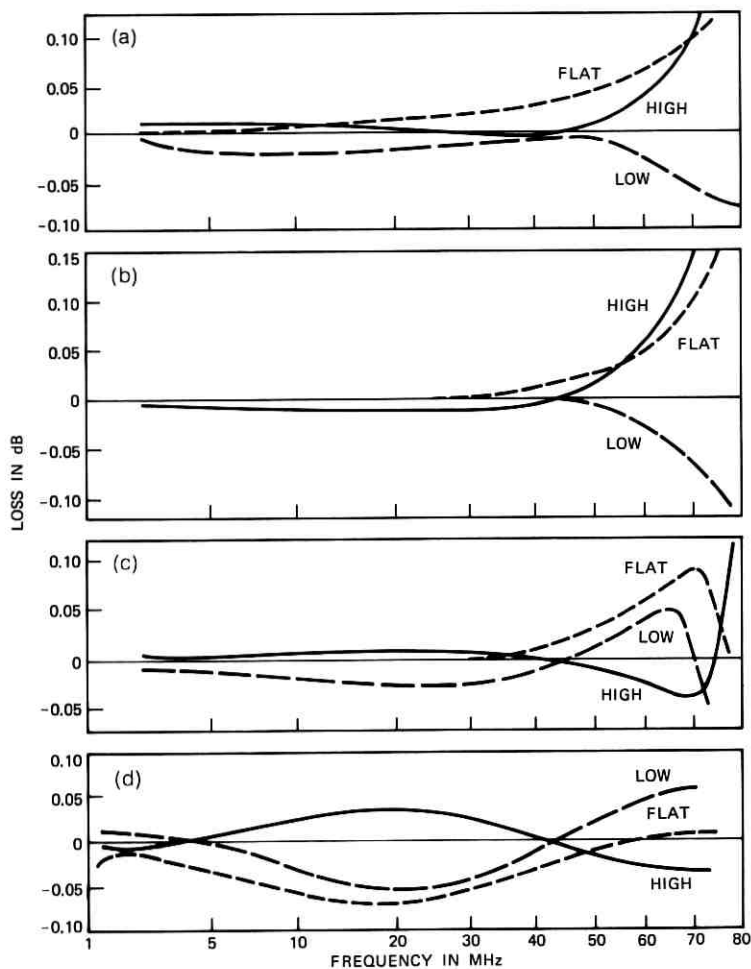 (a)
0.10
0.05
0
-0.05
-0.10
FLAT
HIGH
LOW
(b)
0.15
0.10
0.05
0
-0.05
-0.10
HIGH
FLAT
LOW
LOSS IN dB
(c)
0.10
0.05
0
-0.05
FLAT
LOW
HIGH
(d)
0.10
0.05
0
-0.05
-0.10
LOW
FLAT
HIGH
1 5 10 20 30 40 50 60 70 80
FREQUENCY IN MHz